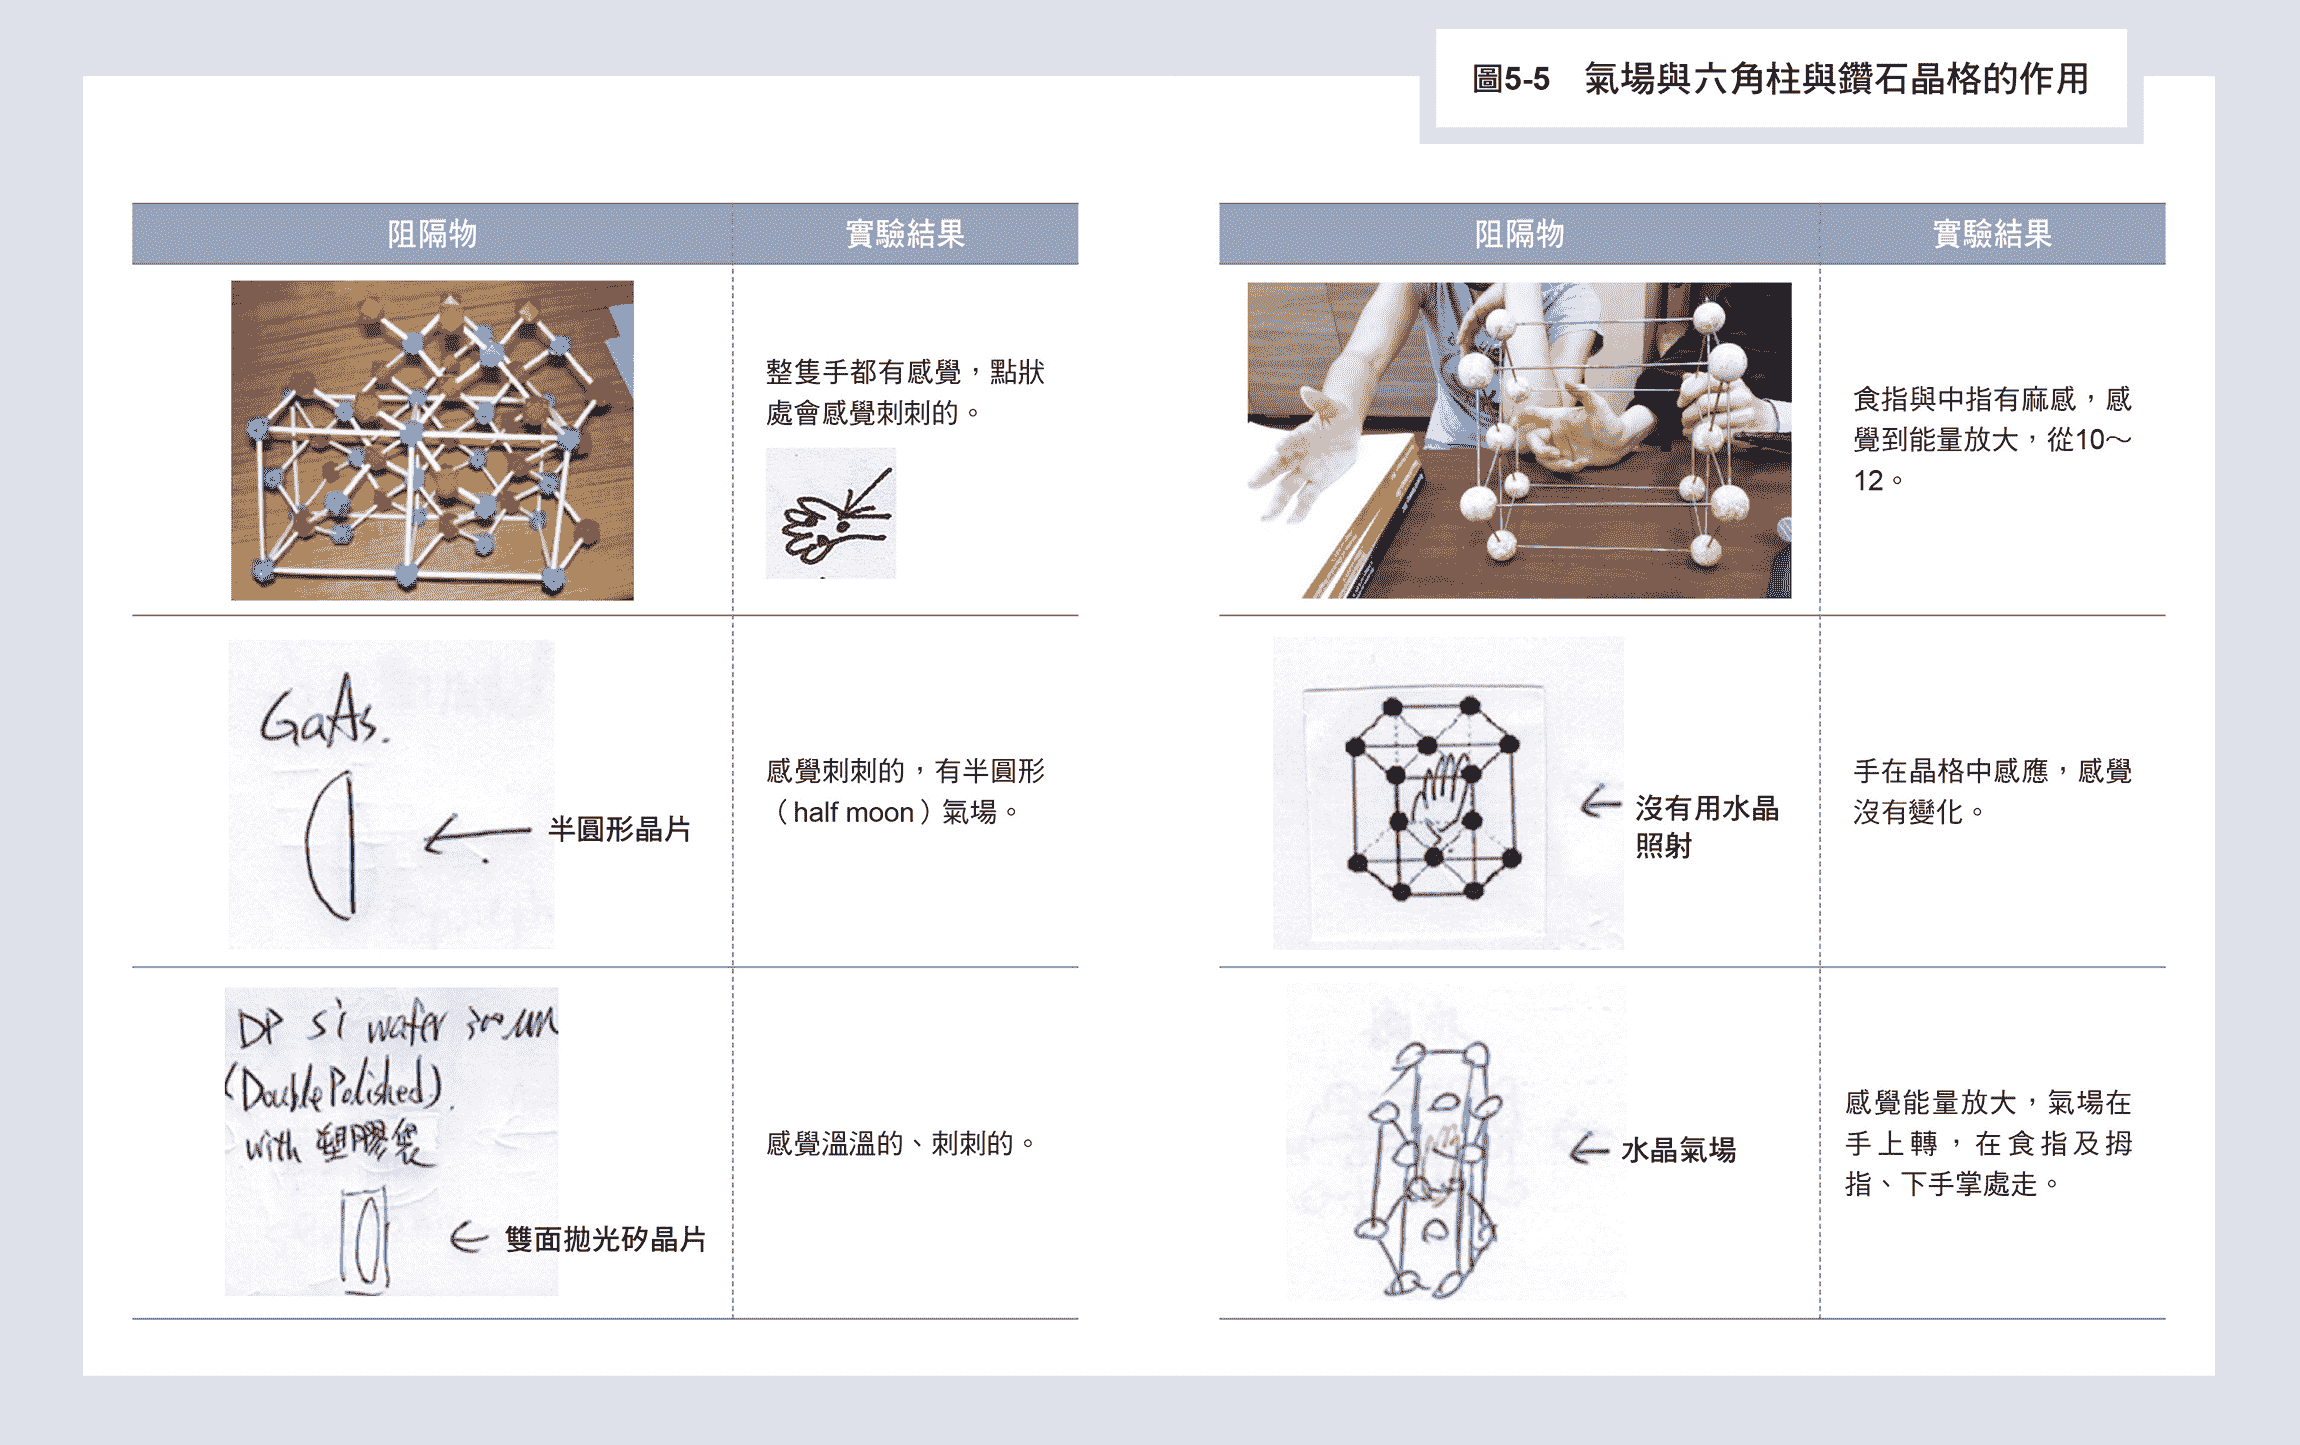 圖5-5　氣場與六角柱與鑽石晶格的作用
阻隔物
實驗結果
整隻手都有感覺，點狀
處會感覺刺刺的。
GaAs.
半圓形晶片
感覺刺刺的，有半圓形
（half moon）氣場。
DP Si wafer 300 um
(Double Polished).
with 塑膠袋
雙面拋光矽晶片
感覺溫溫的、刺刺的。
阻隔物
實驗結果
食指與中指有麻感，感
覺到能量放大，從10～
12。
沒有用水晶
照射
手在晶格中感應，感覺
沒有變化。
水晶氣場
感覺能量放大，氣場在
手上轉，在食指及拇
指、下手掌處走。